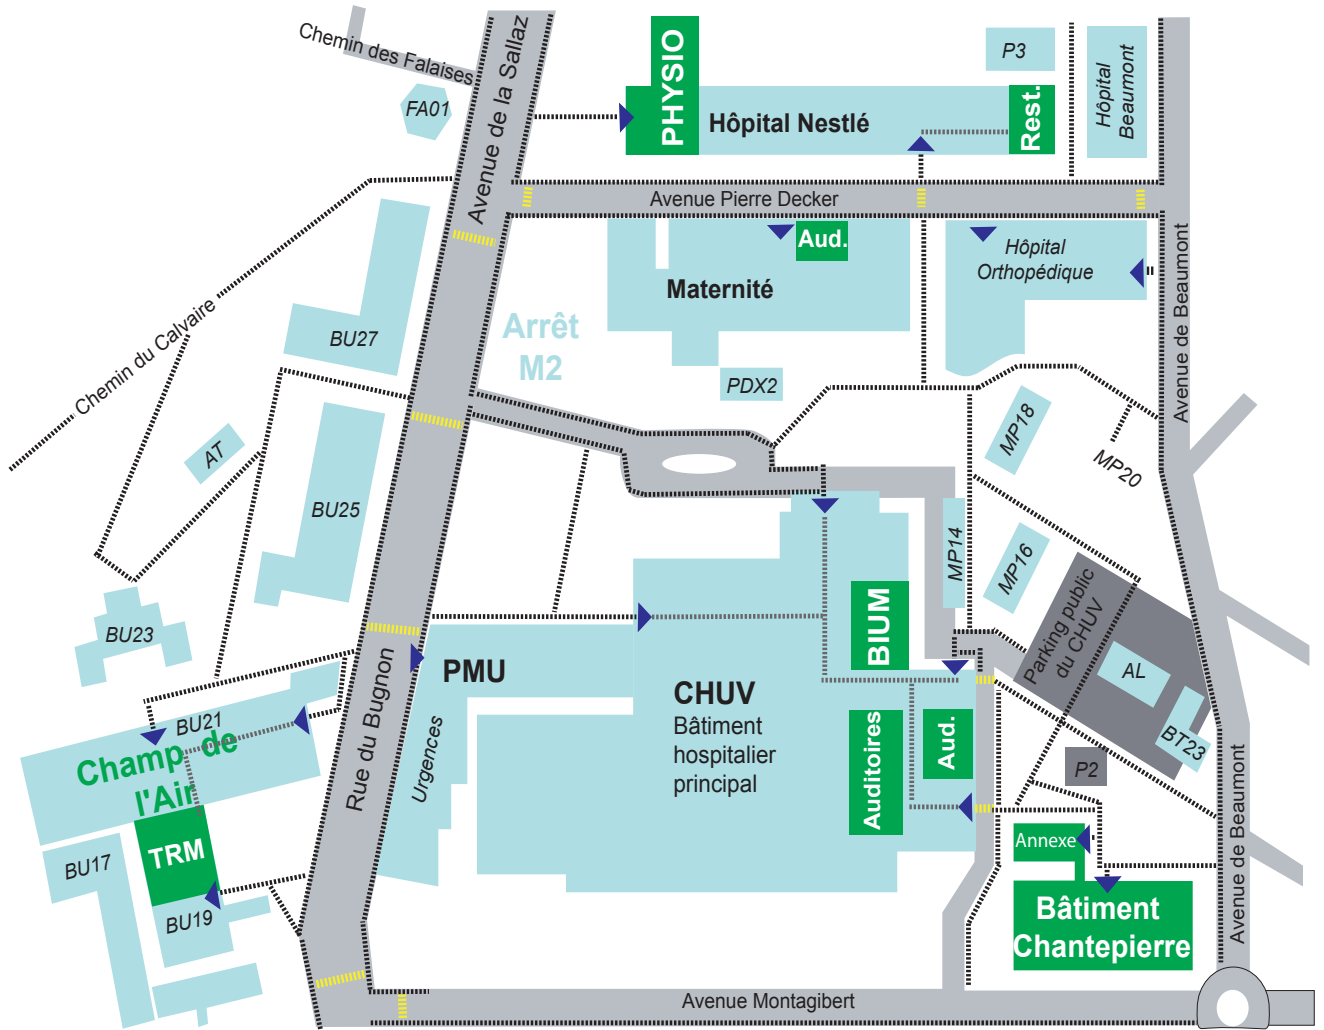 Chemin des Falaises
FA01
Avenue de la Sallaz
PHYSIO
Hôpital Nestlé
Rest.
P3
Hôpital
Beaumont
Avenue Pierre Decker
Aud.
Maternité
Hôpital
Orthopédique
Avenue de Beaumont
Chemin du Calvaire
BU27
Arrêt
M2
PDX2
AT
BU25
MP18
MP20
MP14
MP16
BU23
BIUM
Parking public
du CHUV
AL
BT23
PMU
CHUV
Bâtiment
hospitalier
principal
Urgences
Rue du Bugnon
BU21
Champ de
l'Air
TRM
BU17
BU19
Auditoires
Aud.
P2
Annexe
Bâtiment
Chantepierre
Avenue de Beaumont
Avenue Montagibert